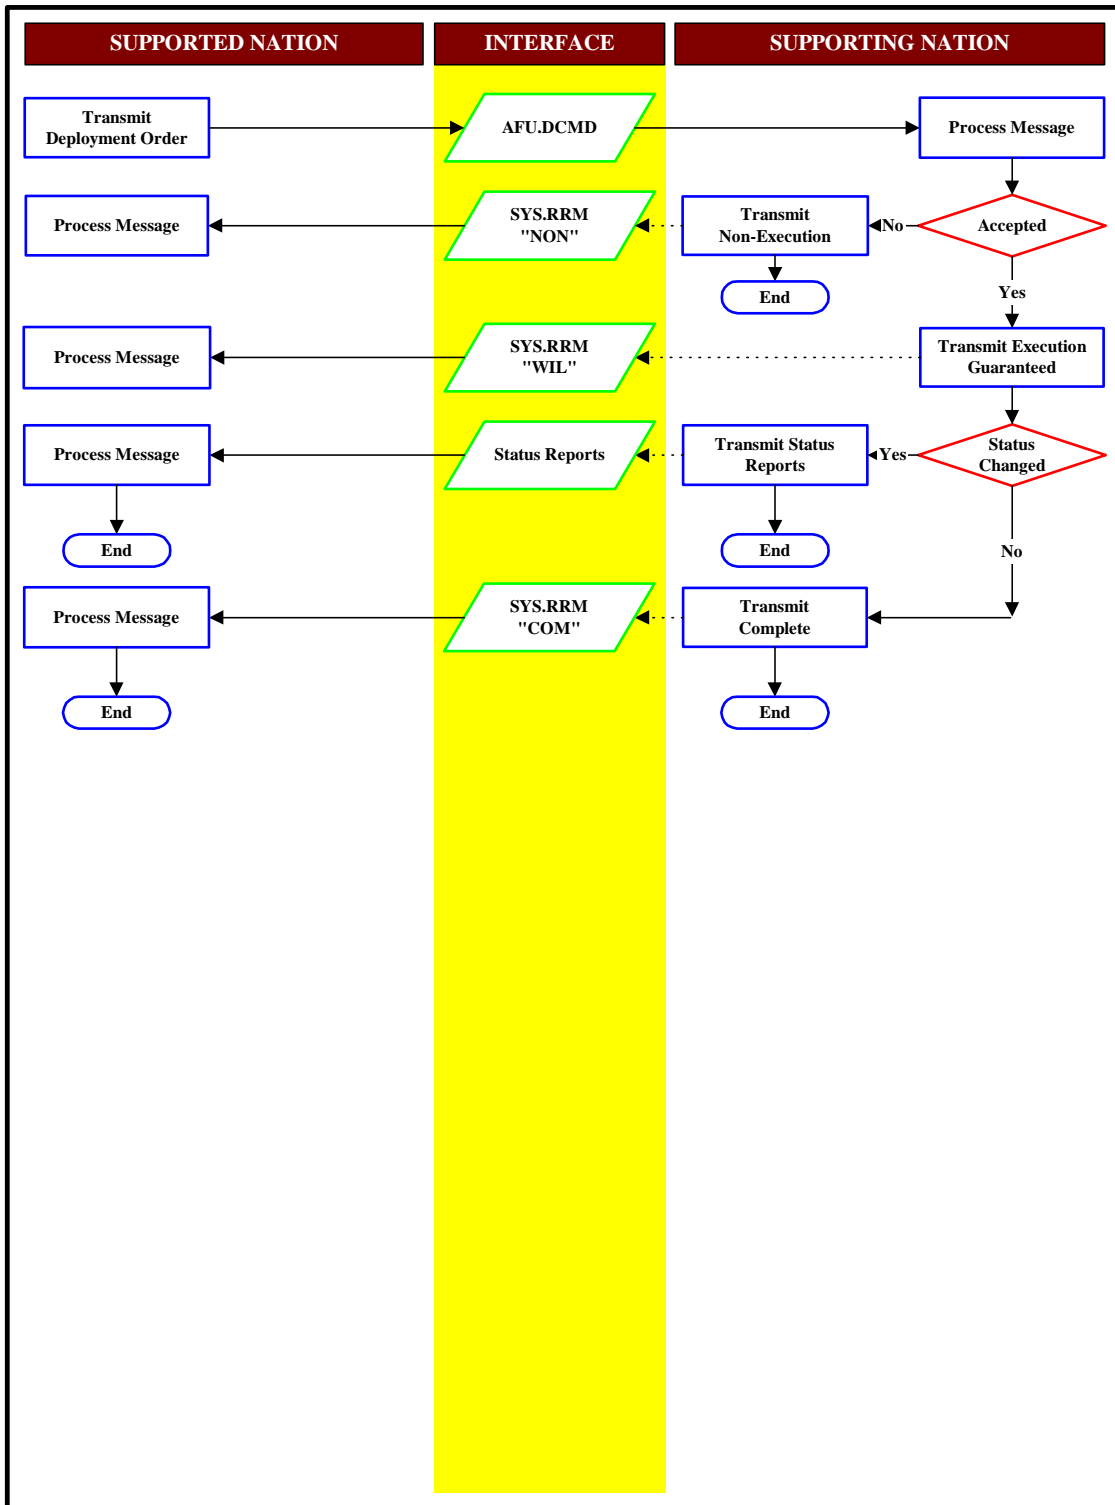 SUPPORTED NATION
INTERFACE
SUPPORTING NATION
Transmit
Deployment Order
AFU.DCMD
Process Message
Process Message
SYS.RRM
"NON"
Transmit
Non-Execution
No
Accepted
End
Yes
Process Message
SYS.RRM
"WIL"
Transmit Execution
Guaranteed
Process Message
Status Reports
Transmit Status
Reports
Yes
Status
Changed
End
End
No
Process Message
SYS.RRM
"COM"
Transmit
Complete
End
End